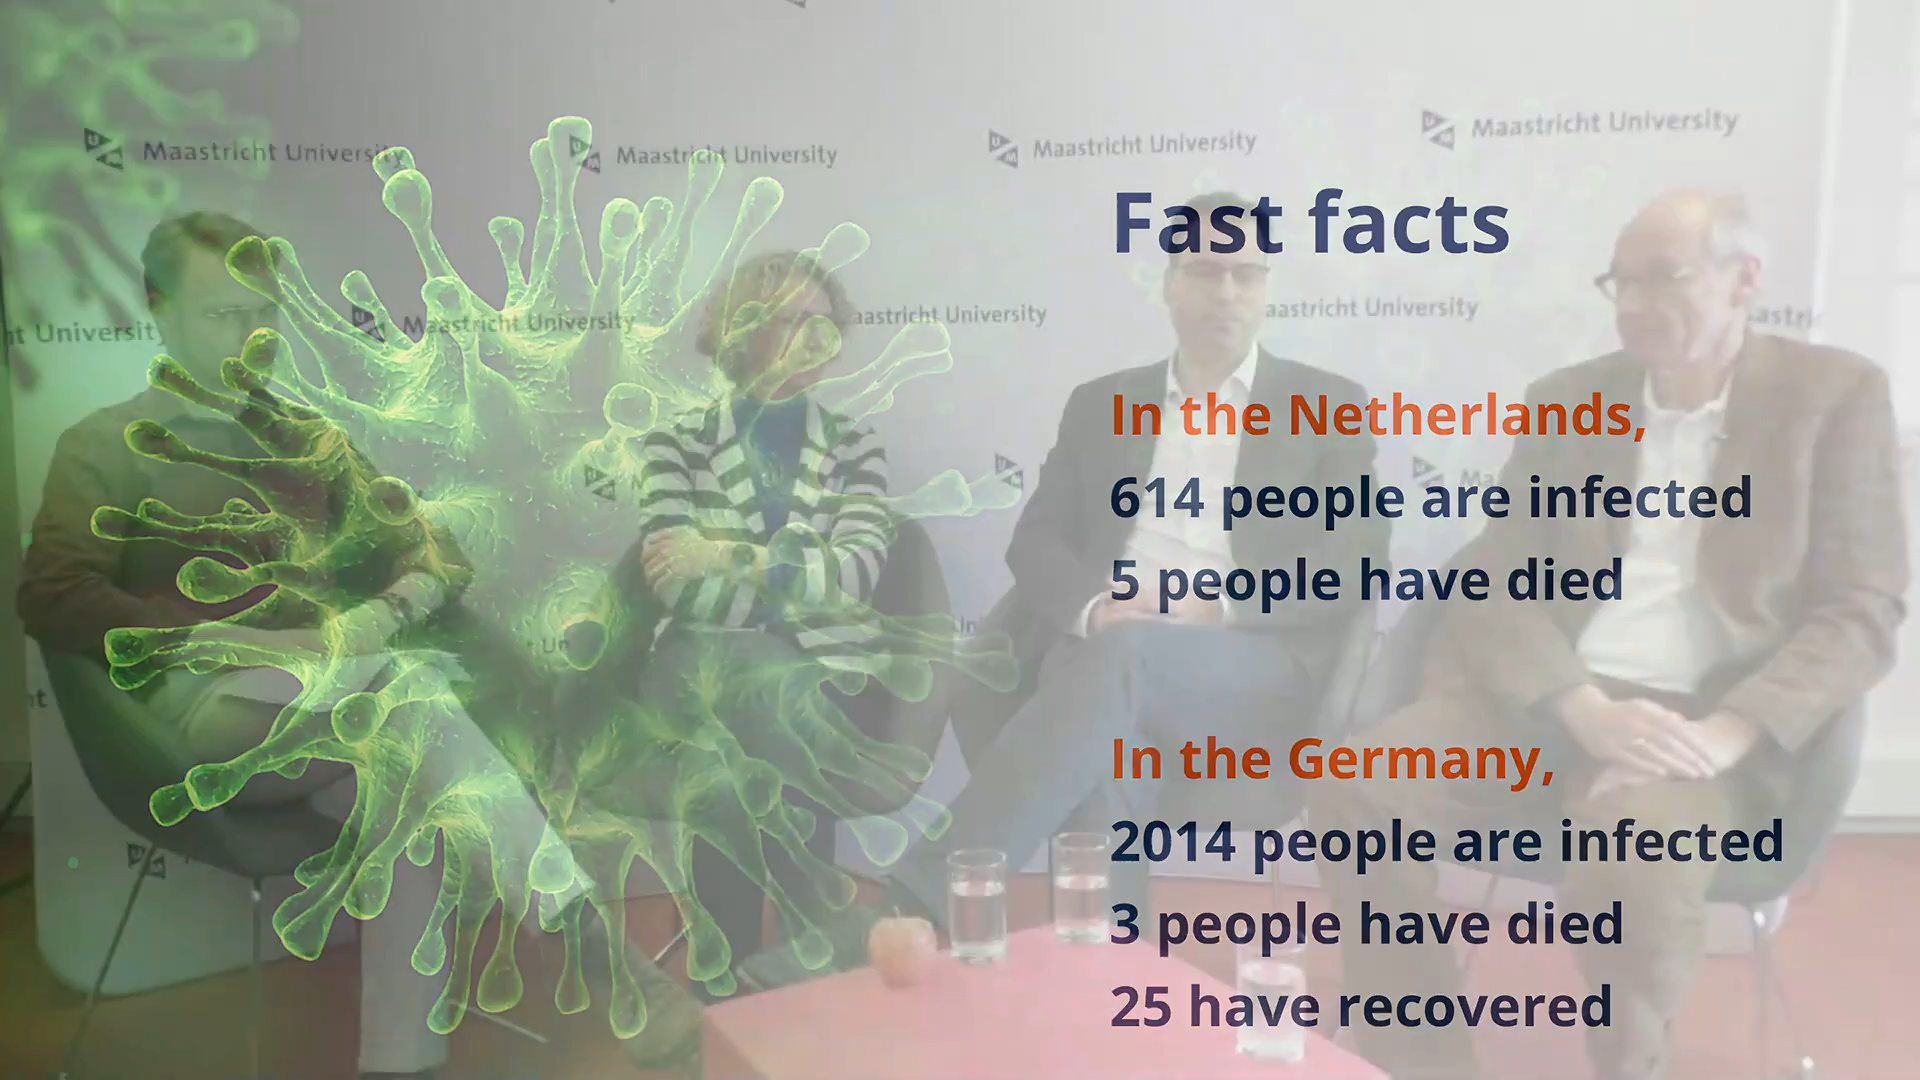 Maastricht University
Maastricht University
Maastricht University
Maastricht University
Fast facts
ht University
Maastricht University
aastricht University
aastricht University
astri
In the Netherlands,
614 people are infected
5 people have died
In the Germany,
2014 people are infected
3 people have died
25 have recovered